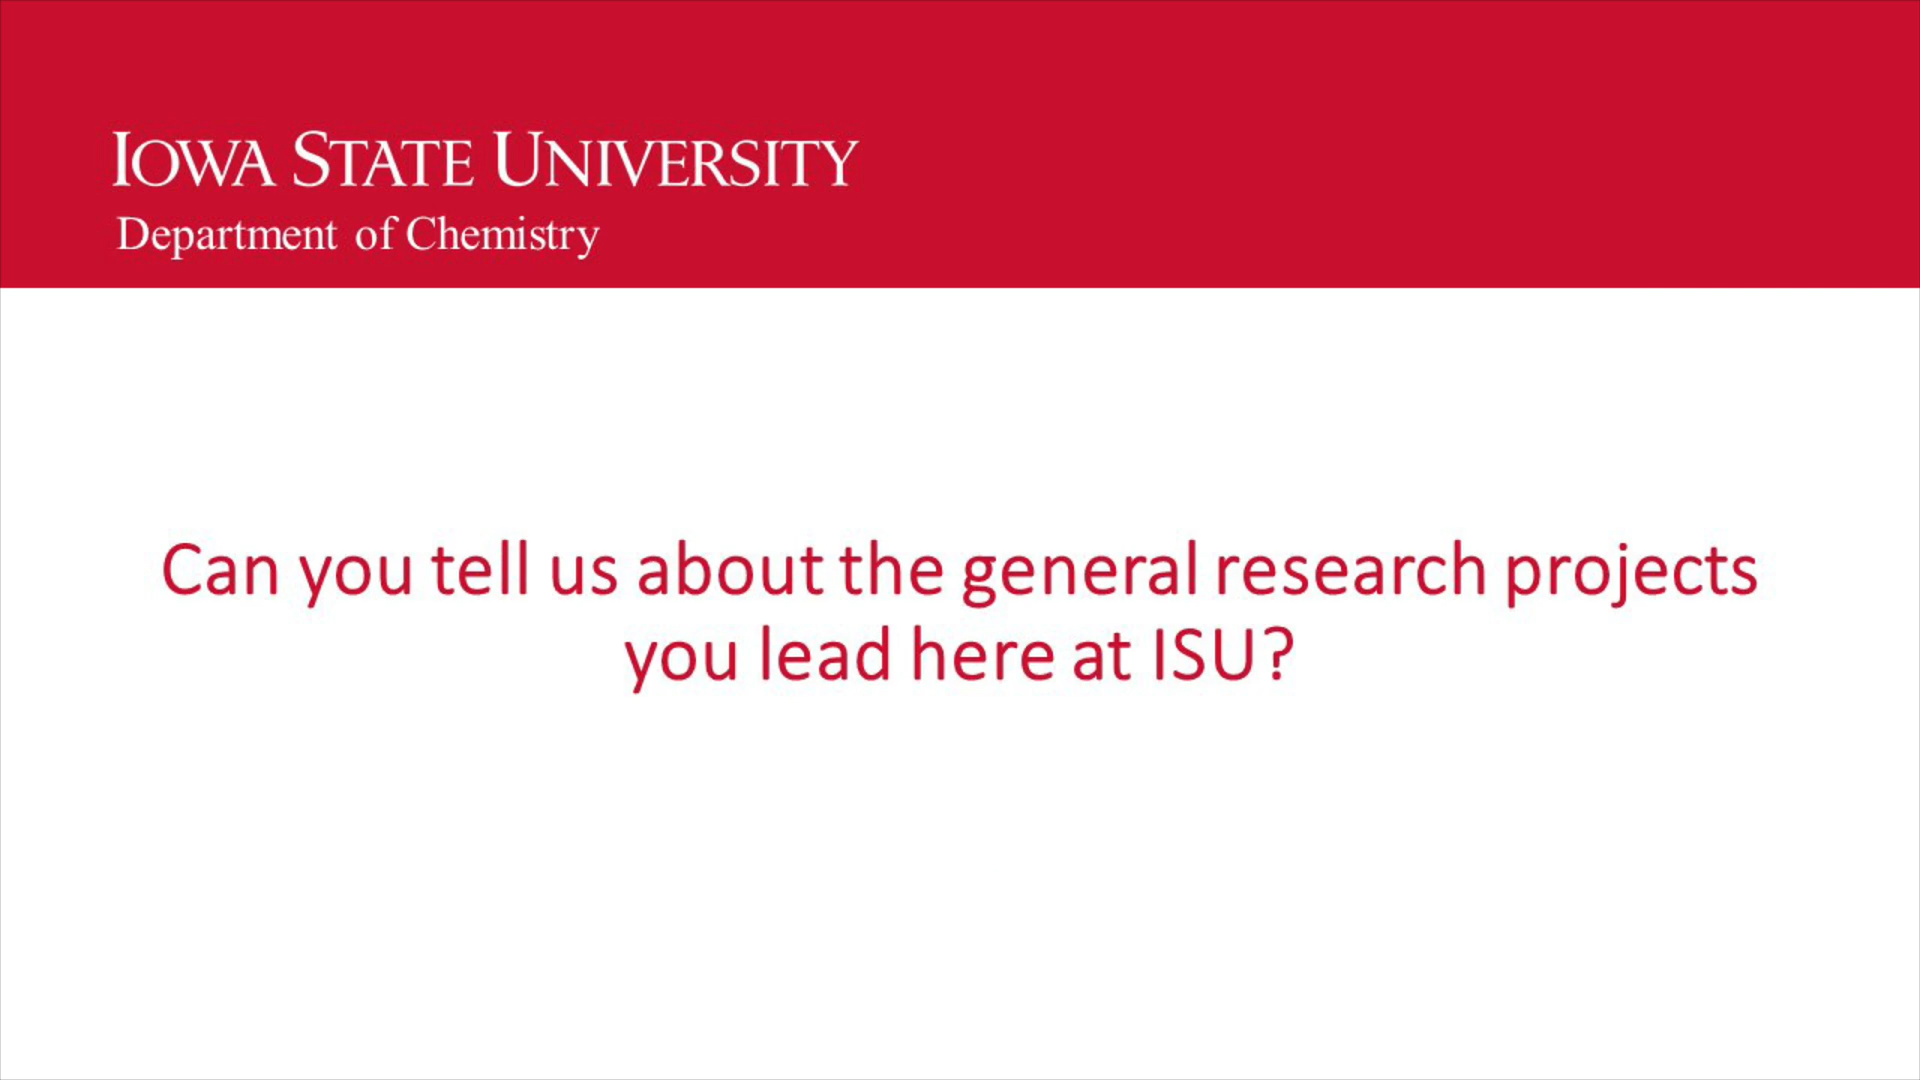 IOWA STATE UNIVERSITY
Department of Chemistry
Can you tell us about the general research projects
you lead here at ISU?